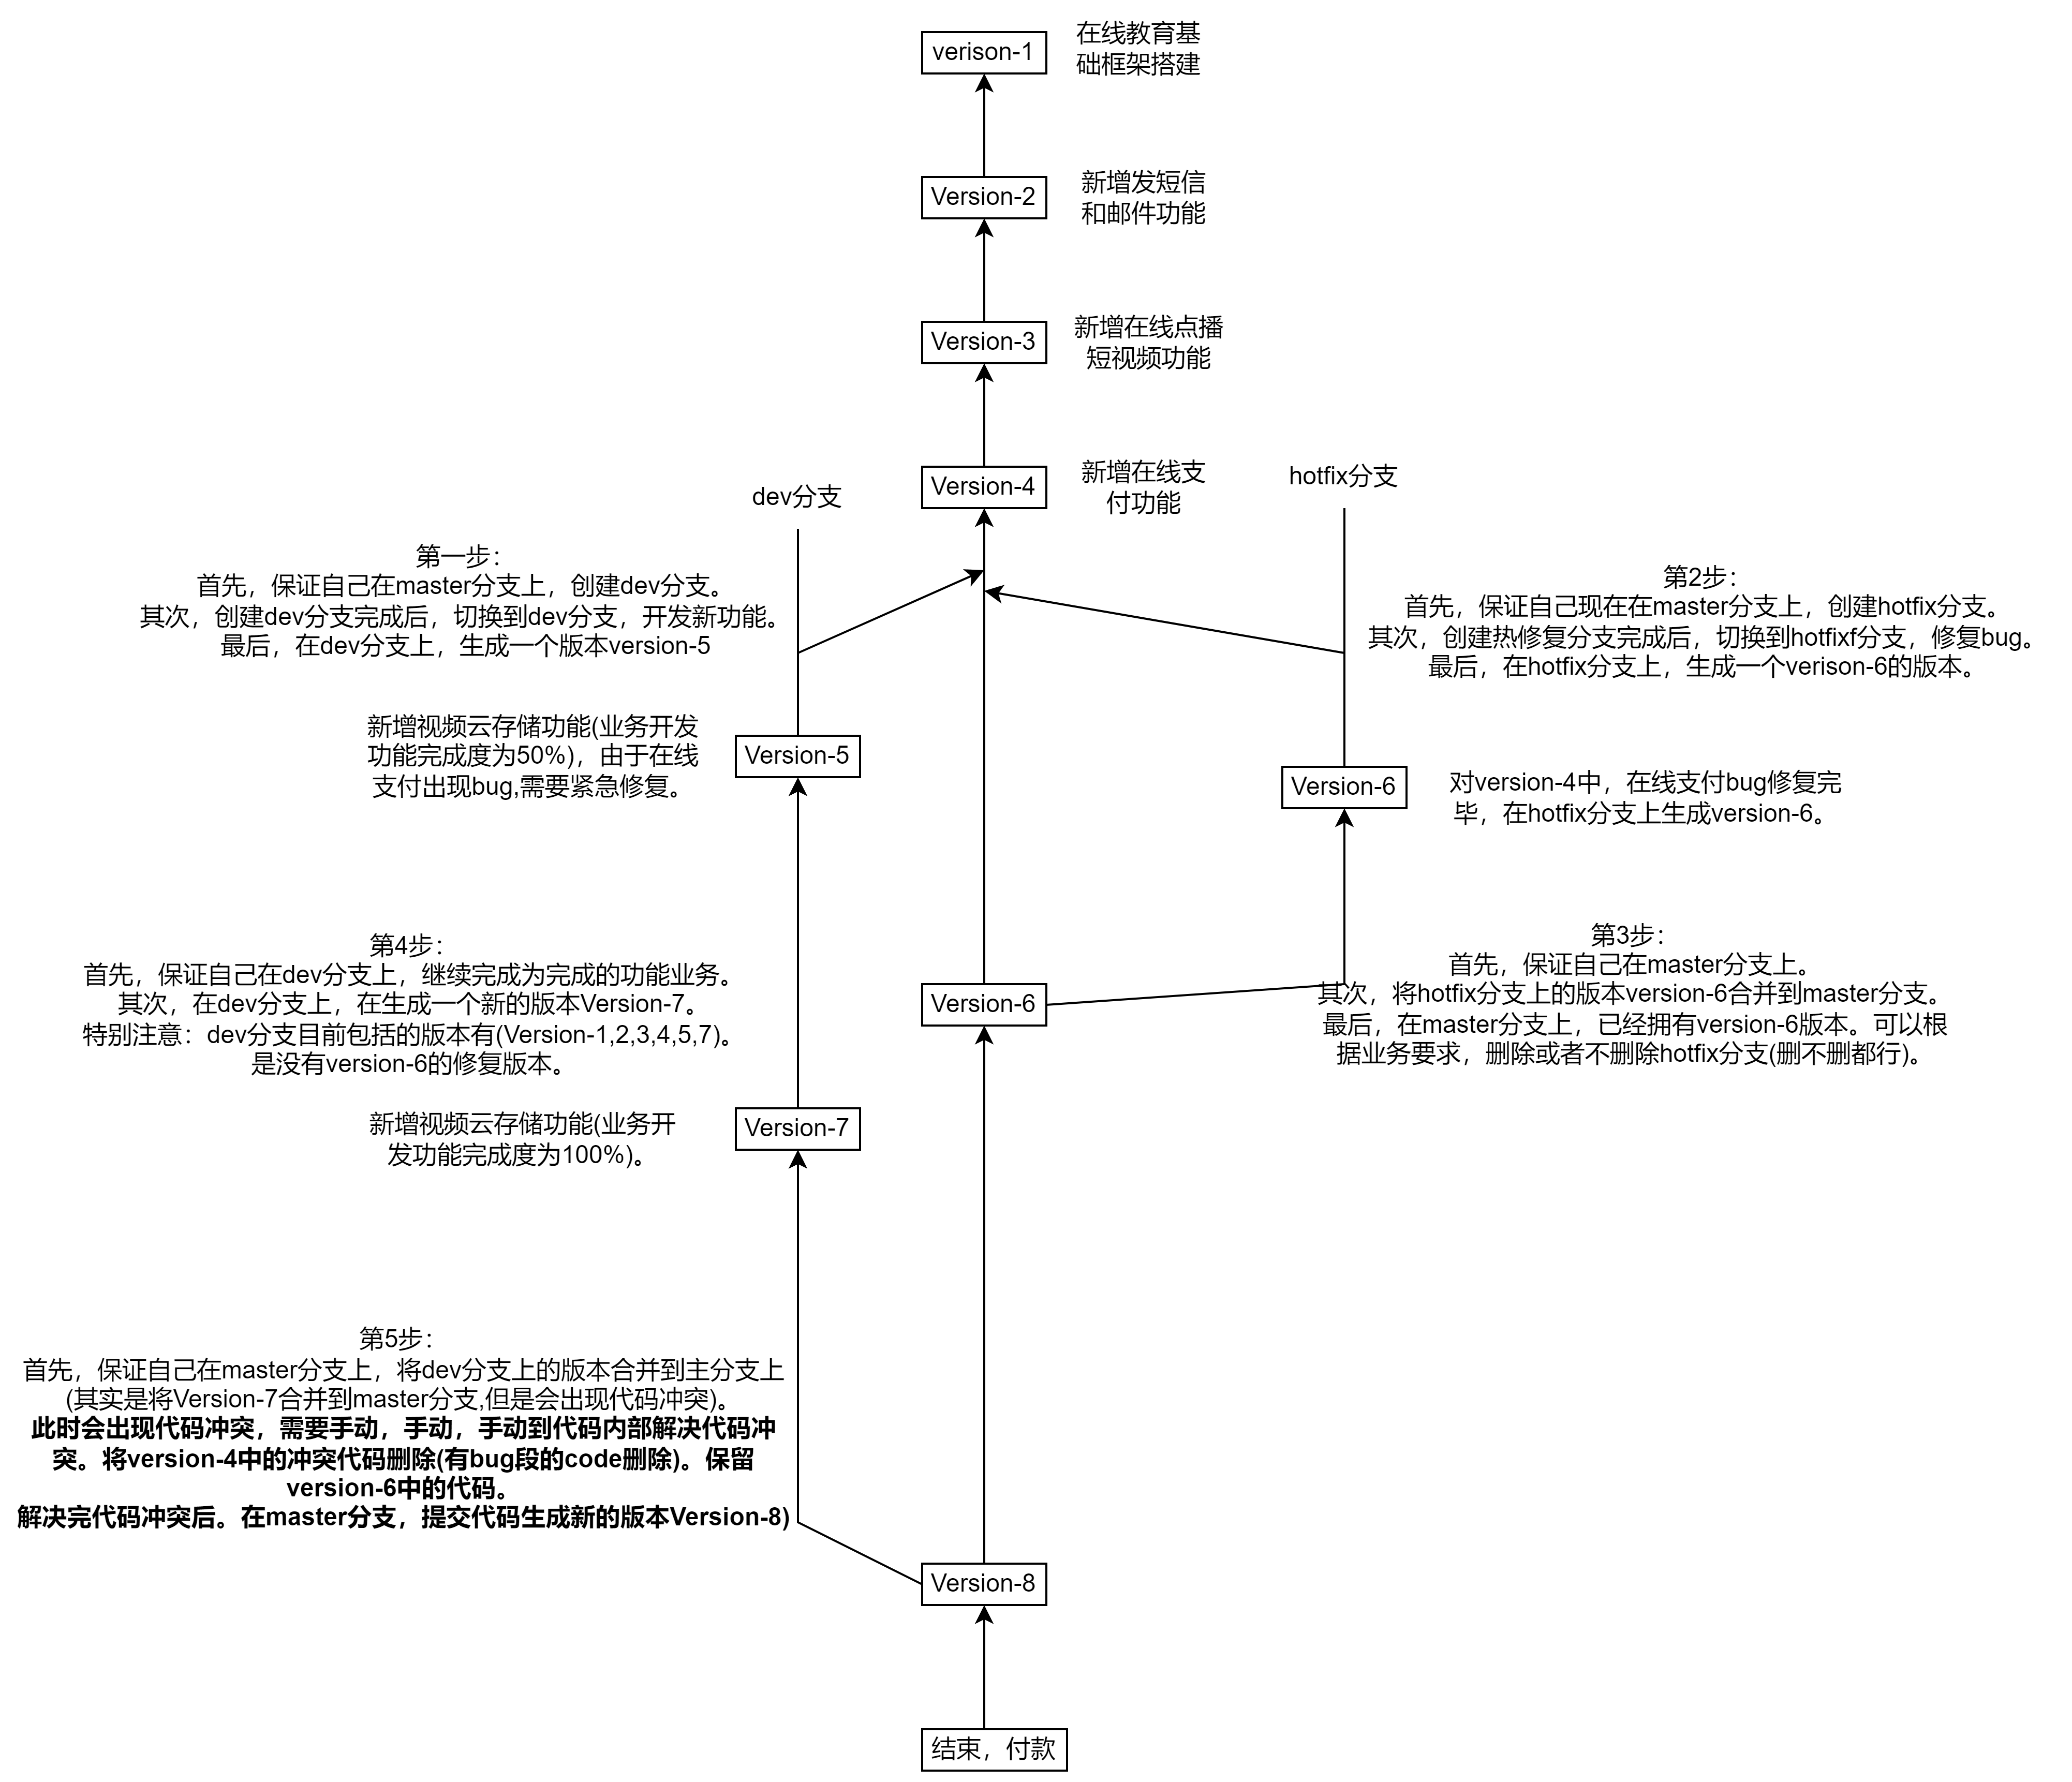 verison-1
在线教育基
础框架搭建
Version-2
新增发短信
和邮件功能
Version-3
新增在线点播
短视频功能
Version-4
新增在线支
付功能
dev分支
hotfix分支
第一步：
首先，保证自己在master分支上，创建dev分支。
其次，创建dev分支完成后，切换到dev分支，开发新功能。
最后，在dev分支上，生成一个版本version-5
第2步：
首先，保证自己现在在master分支上，创建hotfix分支。
其次，创建热修复分支完成后，切换到hotfixf分支，修复bug。
最后，在hotfix分支上，生成一个verison-6的版本。
新增视频云存储功能(业务开发
功能完成度为50%)，由于在线
支付出现bug,需要紧急修复。
Version-5
Version-6
对version-4中，在线支付bug修复完
毕，在hotfix分支上生成version-6。
第4步：
首先，保证自己在dev分支上，继续完成为完成的功能业务。
其次，在dev分支上，在生成一个新的版本Version-7。
特别注意：dev分支目前包括的版本有(Version-1,2,3,4,5,7)。
是没有version-6的修复版本。
Version-6
第3步：
首先，保证自己在master分支上。
其次，将hotfix分支上的版本version-6合并到master分支。
最后，在master分支上，已经拥有version-6版本。可以根
据业务要求，删除或者不删除hotfix分支(删不删都行)。
新增视频云存储功能(业务开
发功能完成度为100%)。
Version-7
第5步：
首先，保证自己在master分支上，将dev分支上的版本合并到主分支上
(其实是将Version-7合并到master分支,但是会出现代码冲突)。
此时会出现代码冲突，需要手动，手动，手动到代码内部解决代码冲
突。将version-4中的冲突代码删除(有bug段的code删除)。保留
version-6中的代码。
解决完代码冲突后。在master分支，提交代码生成新的版本Version-8)
Version-8
结束，付款